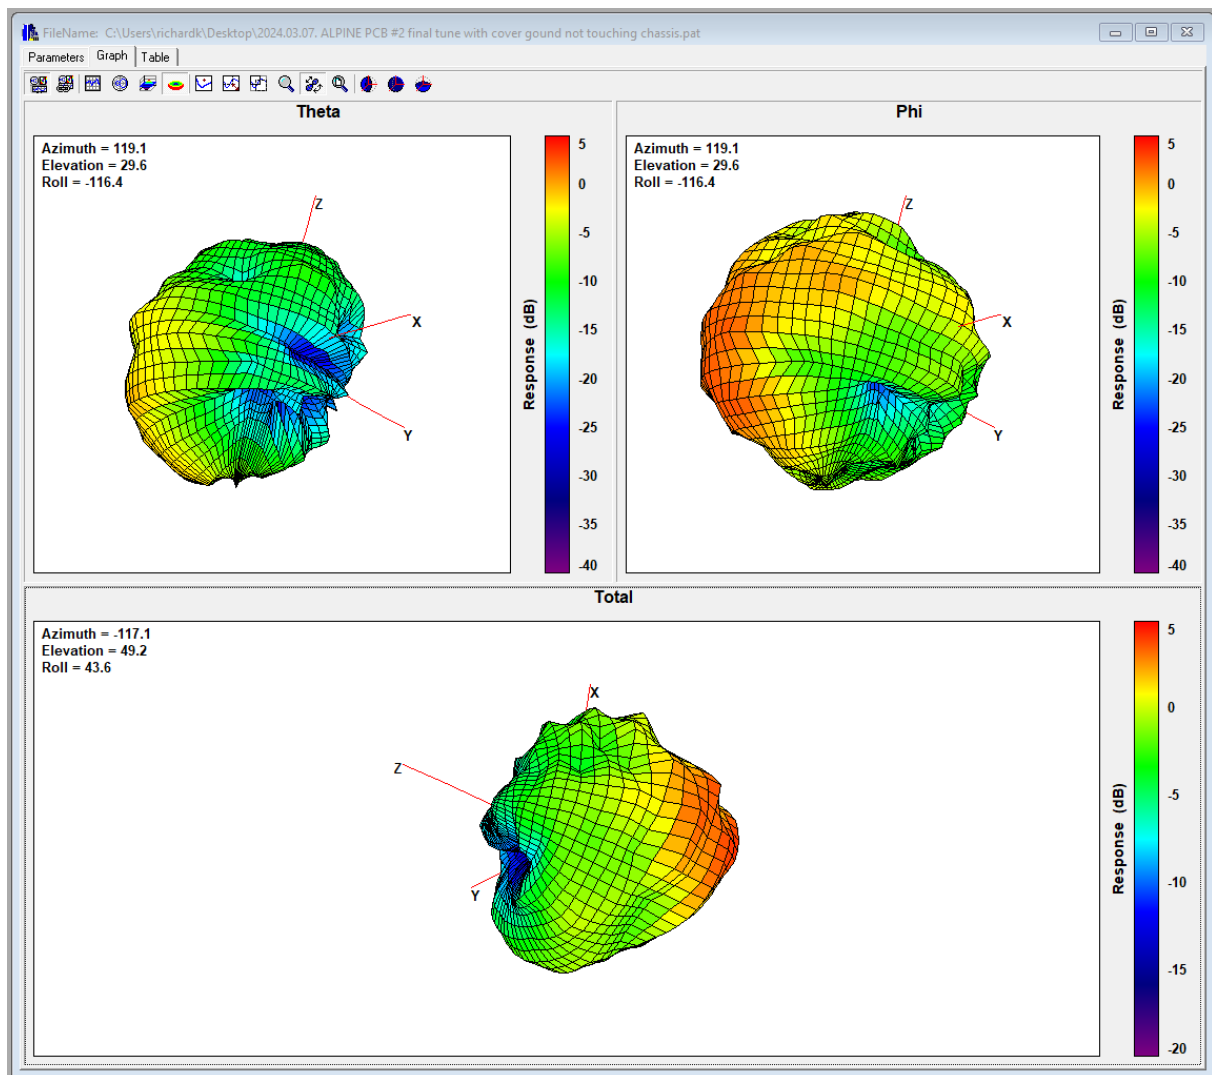 FileName: C:\Users\richardk\Desktop\2024.03.07. ALPINE PCB #2 final tune with cover gound not touching chassis.pat
Parameters Graph Table
Theta
Azimuth = 119.1
Elevation = 29.6
Roll = -116.4
Z
X
Y
5
0
-5
-10
-15
-20
-25
-30
-35
-40
Response (dB)
Phi
Azimuth = 119.1
Elevation = 29.6
Roll = -116.4
Z
X
Y
5
0
-5
-10
-15
-20
-25
-30
-35
-40
Response (dB)
Total
Azimuth = -117.1
Elevation = 49.2
Roll = 43.6
X
Z
Y
5
0
-5
-10
-15
-20
Response (dB)